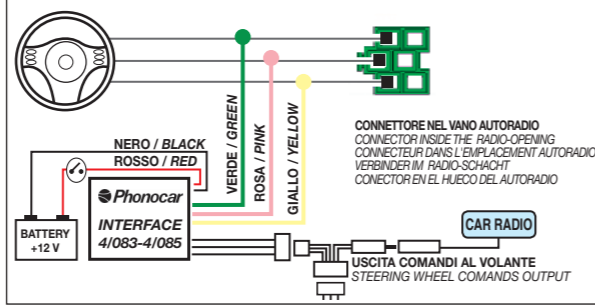 VERDE / GREEN
ROSA / PINK
GIALLO / YELLOW
CONNETTORE NEL VANO AUTORADIO
CONNECTOR INSIDE THE RADIO-OPENING
CONNECTEUR DANS L'EMPLACEMENT AUTORADIO
VERBINDER IM RADIO-SCHACHT
CONECTOR EN EL HUECO DEL AUTORADIO
NERO / BLACK
ROSSO / RED
Phonocar
INTERFACE
4/083-4/085
BATTERY
+12 V
CAR RADIO
USCITA COMANDI AL VOLANTE
STEERING WHEEL COMANDS OUTPUT